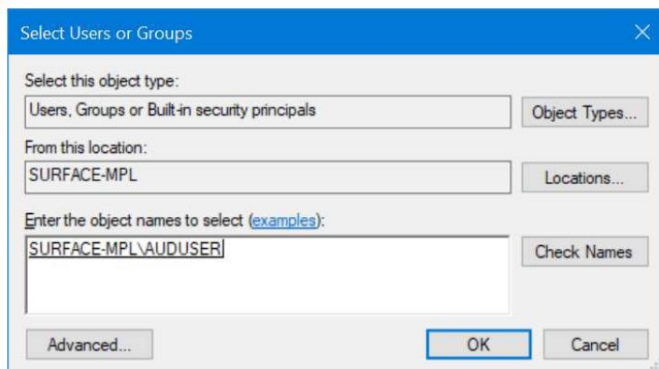 Select Users or Groups
Select this object type:
Users, Groups or Built-in security principals
Object Types...
From this location:
SURFACE-MPL
Locations...
Enter the object names to select (examples):
SURFACE-MPL\AUDUSER
Check Names
Advanced...
OK
Cancel